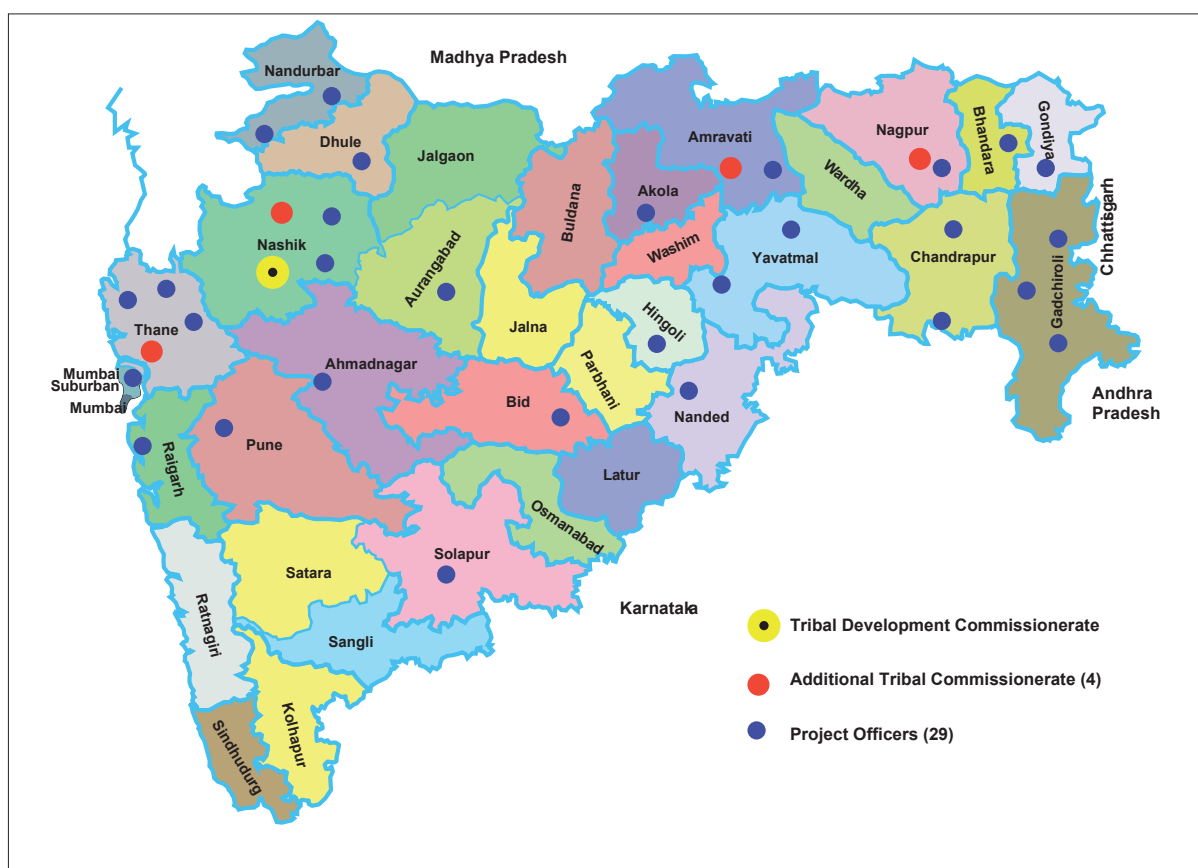 Madhya Pradesh
Nandurbar
Dhule
Jalgaon
Buldana
Akola
Amravati
Wardha
Nagpur
Bhandara
Gondiya
Chhattisgarh
Nashik
Aurangabad
Jalna
Washim
Hingoli
Yavatmal
Chandrapur
Gadchiroli
Thane
Mumbai
Suburban
Mumbai
Ahmadnagar
Parbhani
Nanded
Andhra
Pradesh
Raigarh
Pune
Bid
Latur
Osmanabad
Solapur
Satara
Ratnagiri
Sangli
Kolhapur
Sindhudurg
Karnataka
Tribal Development Commissionerate
Additional Tribal Commissionerate (4)
Project Officers (29)